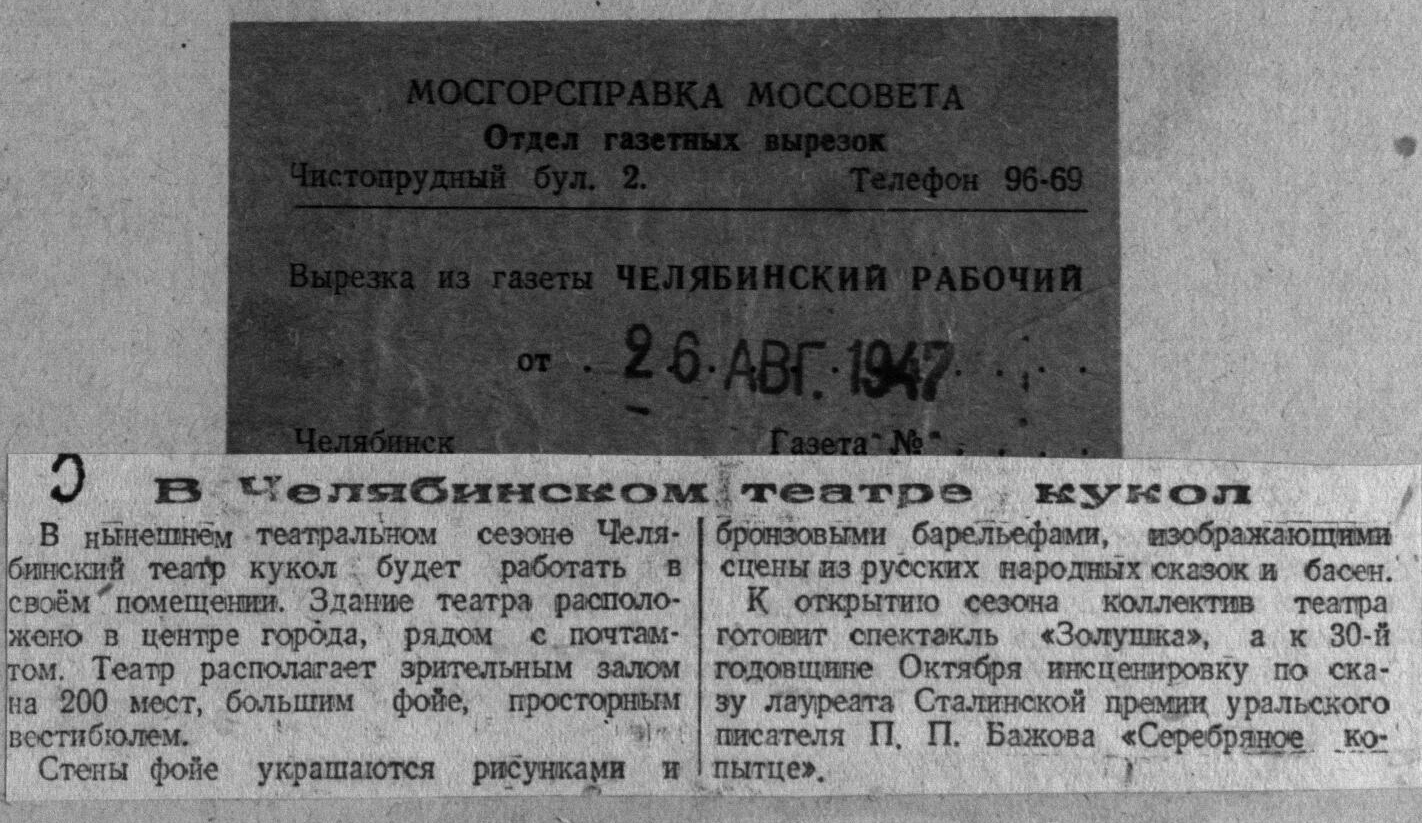 МОСГОРСПРАВКА МОССОВЕТА
Отдел газетных вырезок
Чистопрудный бул. 2. Телефон 96-69
Вырезка из газеты ЧЕЛЯБИНСКИЙ РАБОЧИЙ
от . 26. АВГ. 1947 . . . .
Челябинск Газета № . . . .
В Челябинском театре кукол
В нынешнем театральном сезоне Челя-
бинский театр кукол будет работать в
своём помещении. Здание театра располо-
жено в центре города, рядом с почтам-
том. Театр располагает зрительным залом
на 200 мест, большим фойе, просторным
вестибюлем.
Стены фойе украшаются рисунками и
бронзовыми барельефами, изображающими
сцены из русских народных сказок и басен.
К открытию сезона коллектив театра
готовит спектакль «Золушка», а к 30-й
годовщине Октября инсценировку по ска-
зу лауреата Сталинской премии уральского
писателя П. П. Бажова «Серебряное ко-
пытце».